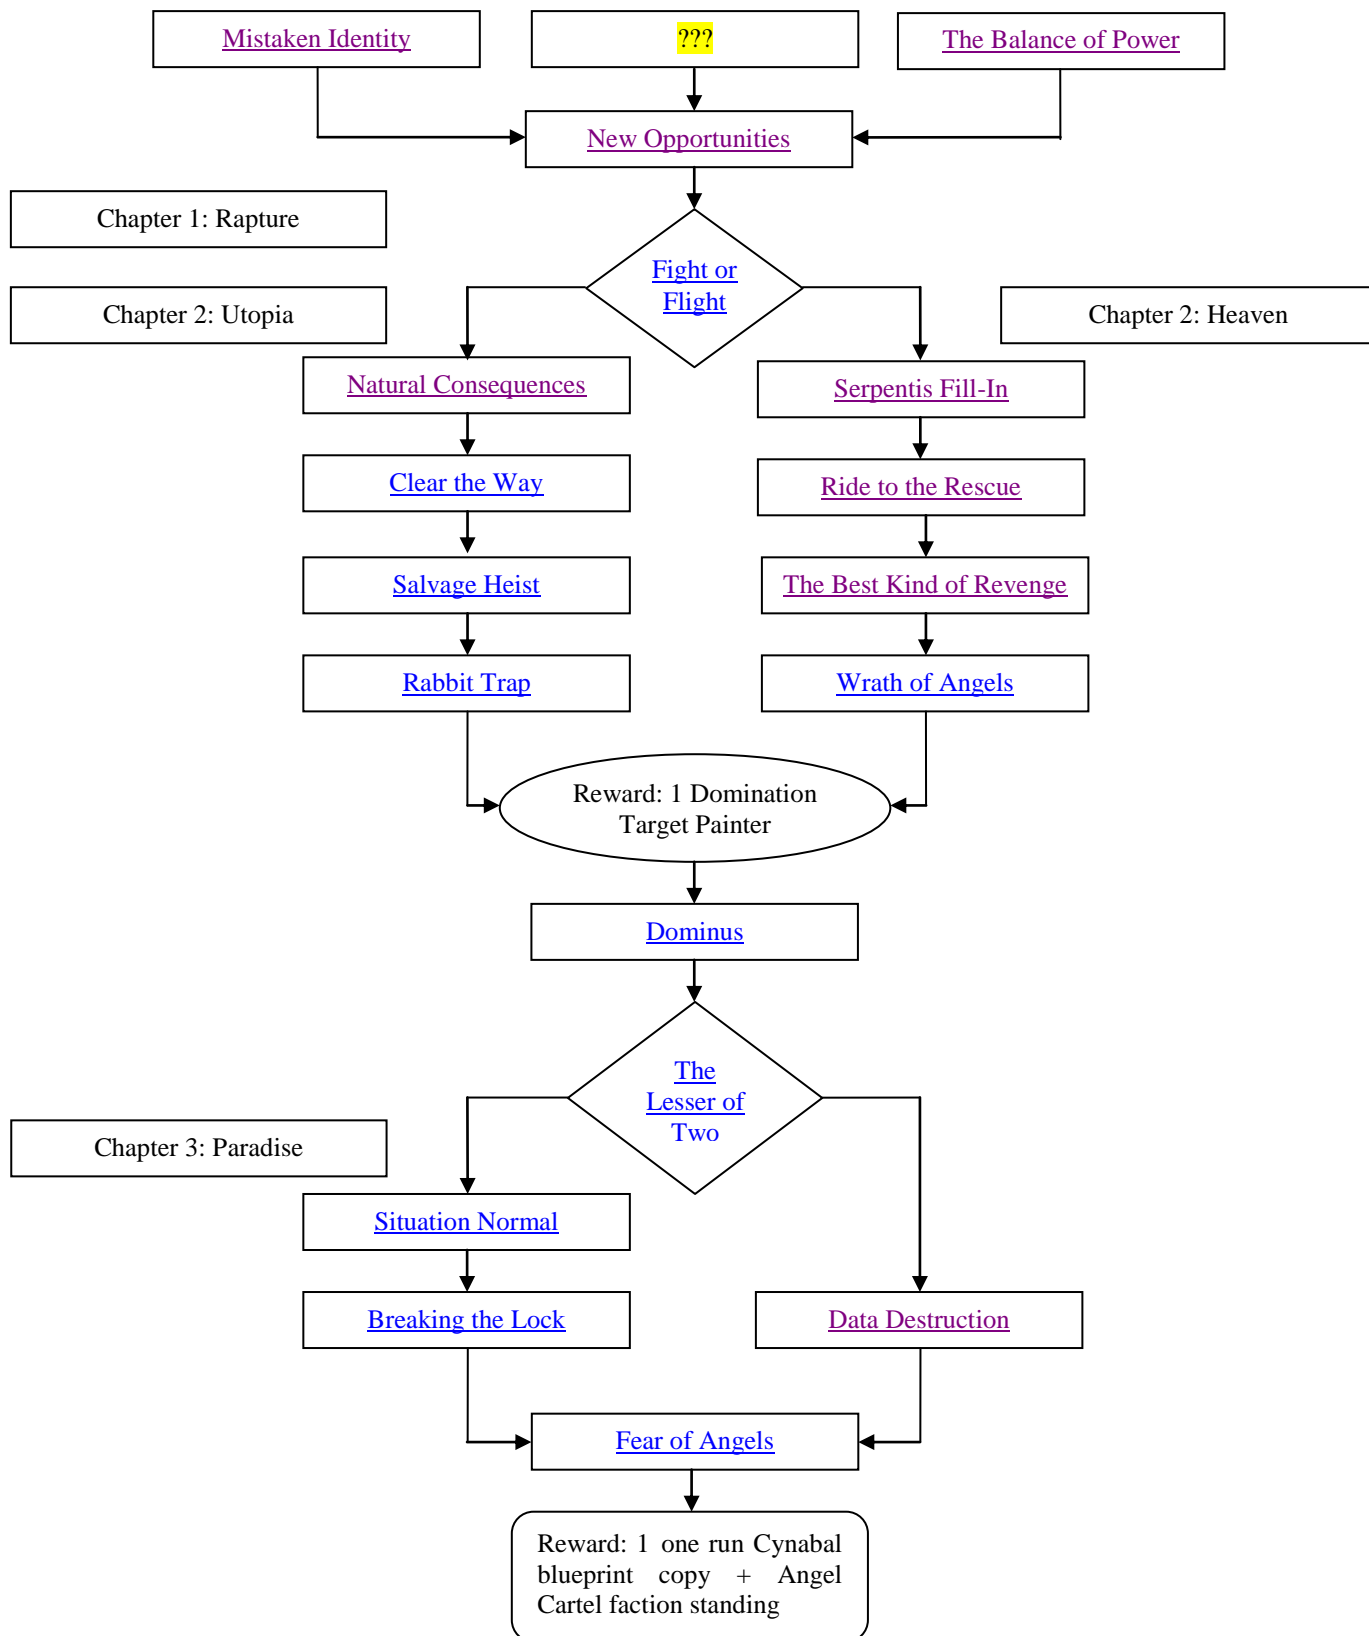 Mistaken Identity
???
The Balance of Power
New Opportunities
Chapter 1: Rapture
Fight or
Flight
Chapter 2: Utopia
Chapter 2: Heaven
Natural Consequences
Serpentis Fill-In
Clear the Way
Ride to the Rescue
Salvage Heist
The Best Kind of Revenge
Rabbit Trap
Wrath of Angels
Reward: 1 Domination
Target Painter
Dominus
The
Lesser of
Two
Chapter 3: Paradise
Situation Normal
Breaking the Lock
Data Destruction
Fear of Angels
Reward: 1 one run Cynabal
blueprint copy + Angel
Cartel faction standing